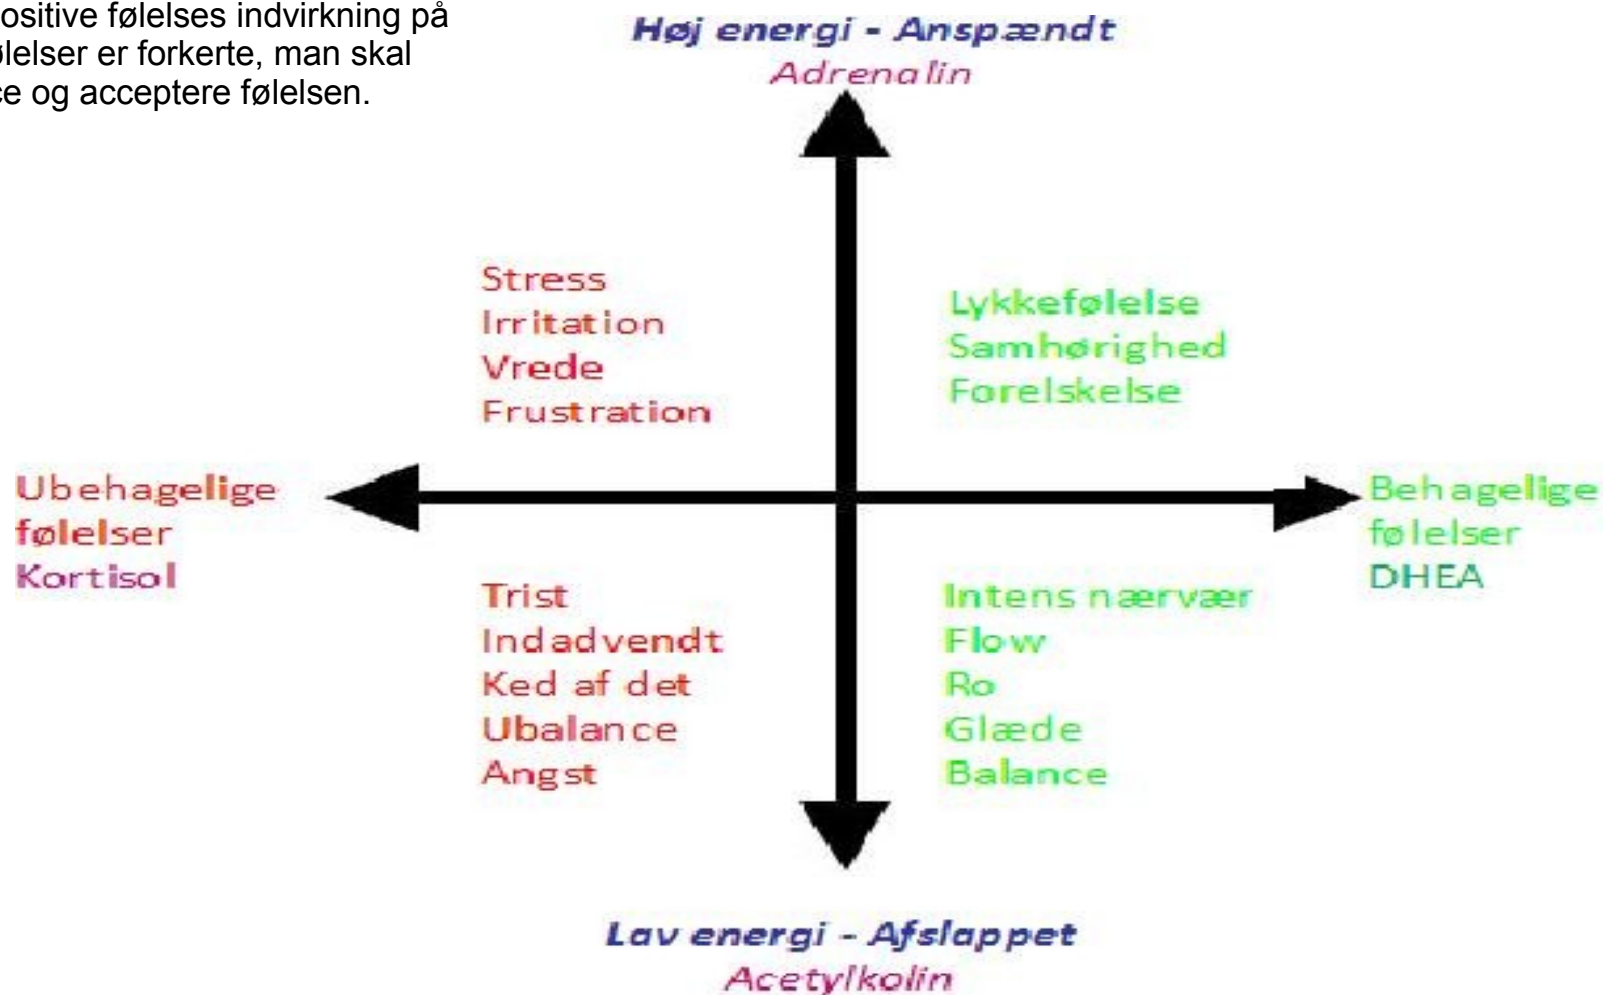 ositive følelses indvirkning på
lelser er forkerte, man skal
ce og acceptere følelsen.
Høj energi - Anspændt
Adrenalin
Stress
Irritation
Vrede
Frustration
Lykkefølelse
Samhørighed
Forelskelse
Ubehagelige
følelser
Kortisol
Behagelige
følelser
DHEA
Trist
Indadvendt
Ked af det
Ubalance
Angst
Intens nærvær
Flow
Ro
Glæde
Balance
Lav energi - Afslappet
Acetylkolin